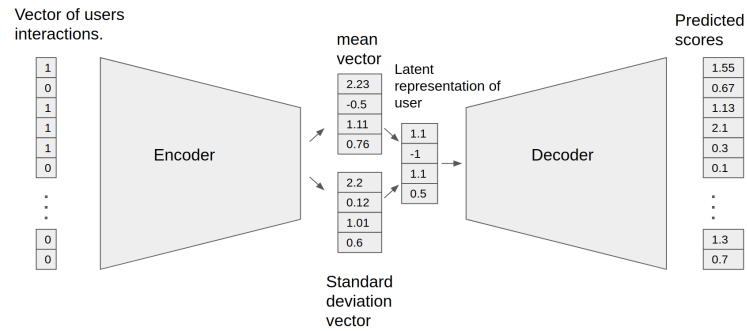 Vector of users
interactions.
1
0
1
1
1
0
0
0
Encoder
mean
vector
2.23
-0.5
1.11
0.76
2.2
0.12
1.01
0.6
Standard
deviation
vector
Latent
representation of
user
1.1
-1
1.1
0.5
Decoder
Predicted
scores
1.55
0.67
1.13
2.1
0.3
0.1
1.3
0.7